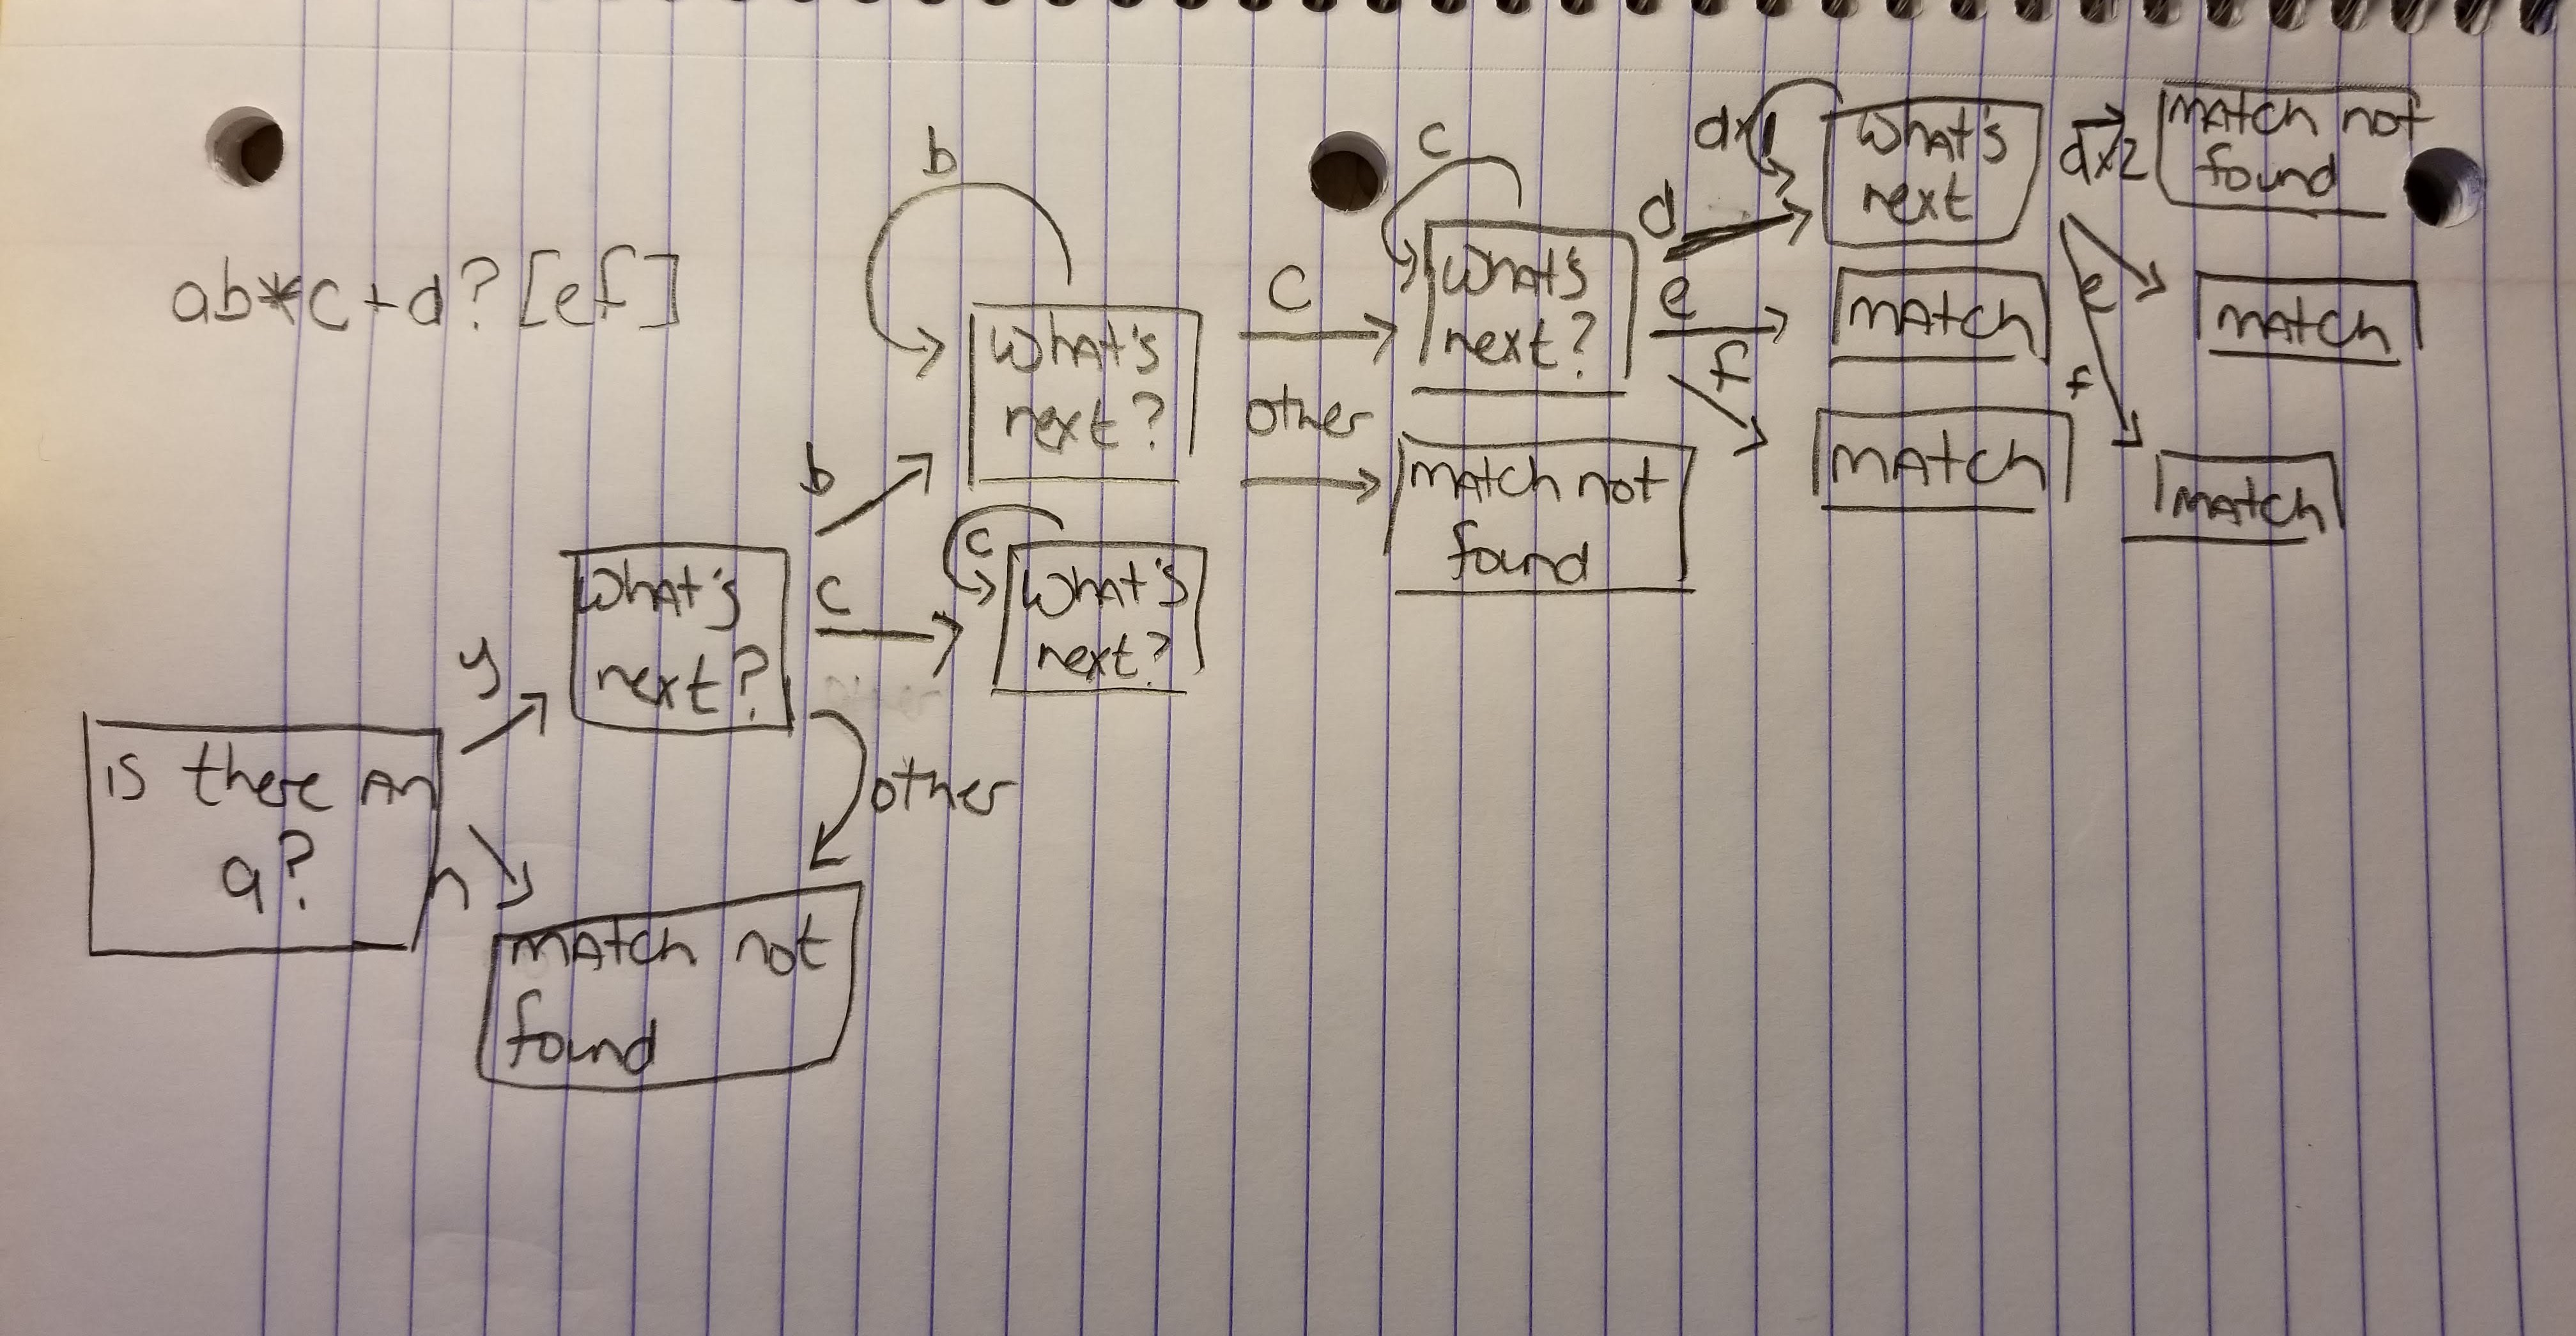 ab*c+d?[ef]
is there an
a?
y
n
What's
next?
other
match not
found
b
c
b
What's
next?
c
What's
next?
c
other
c
What's
next?
match not
found
d
e
f
dx1
What's
next
match
match
dx2
e
f
match not
found
match
match